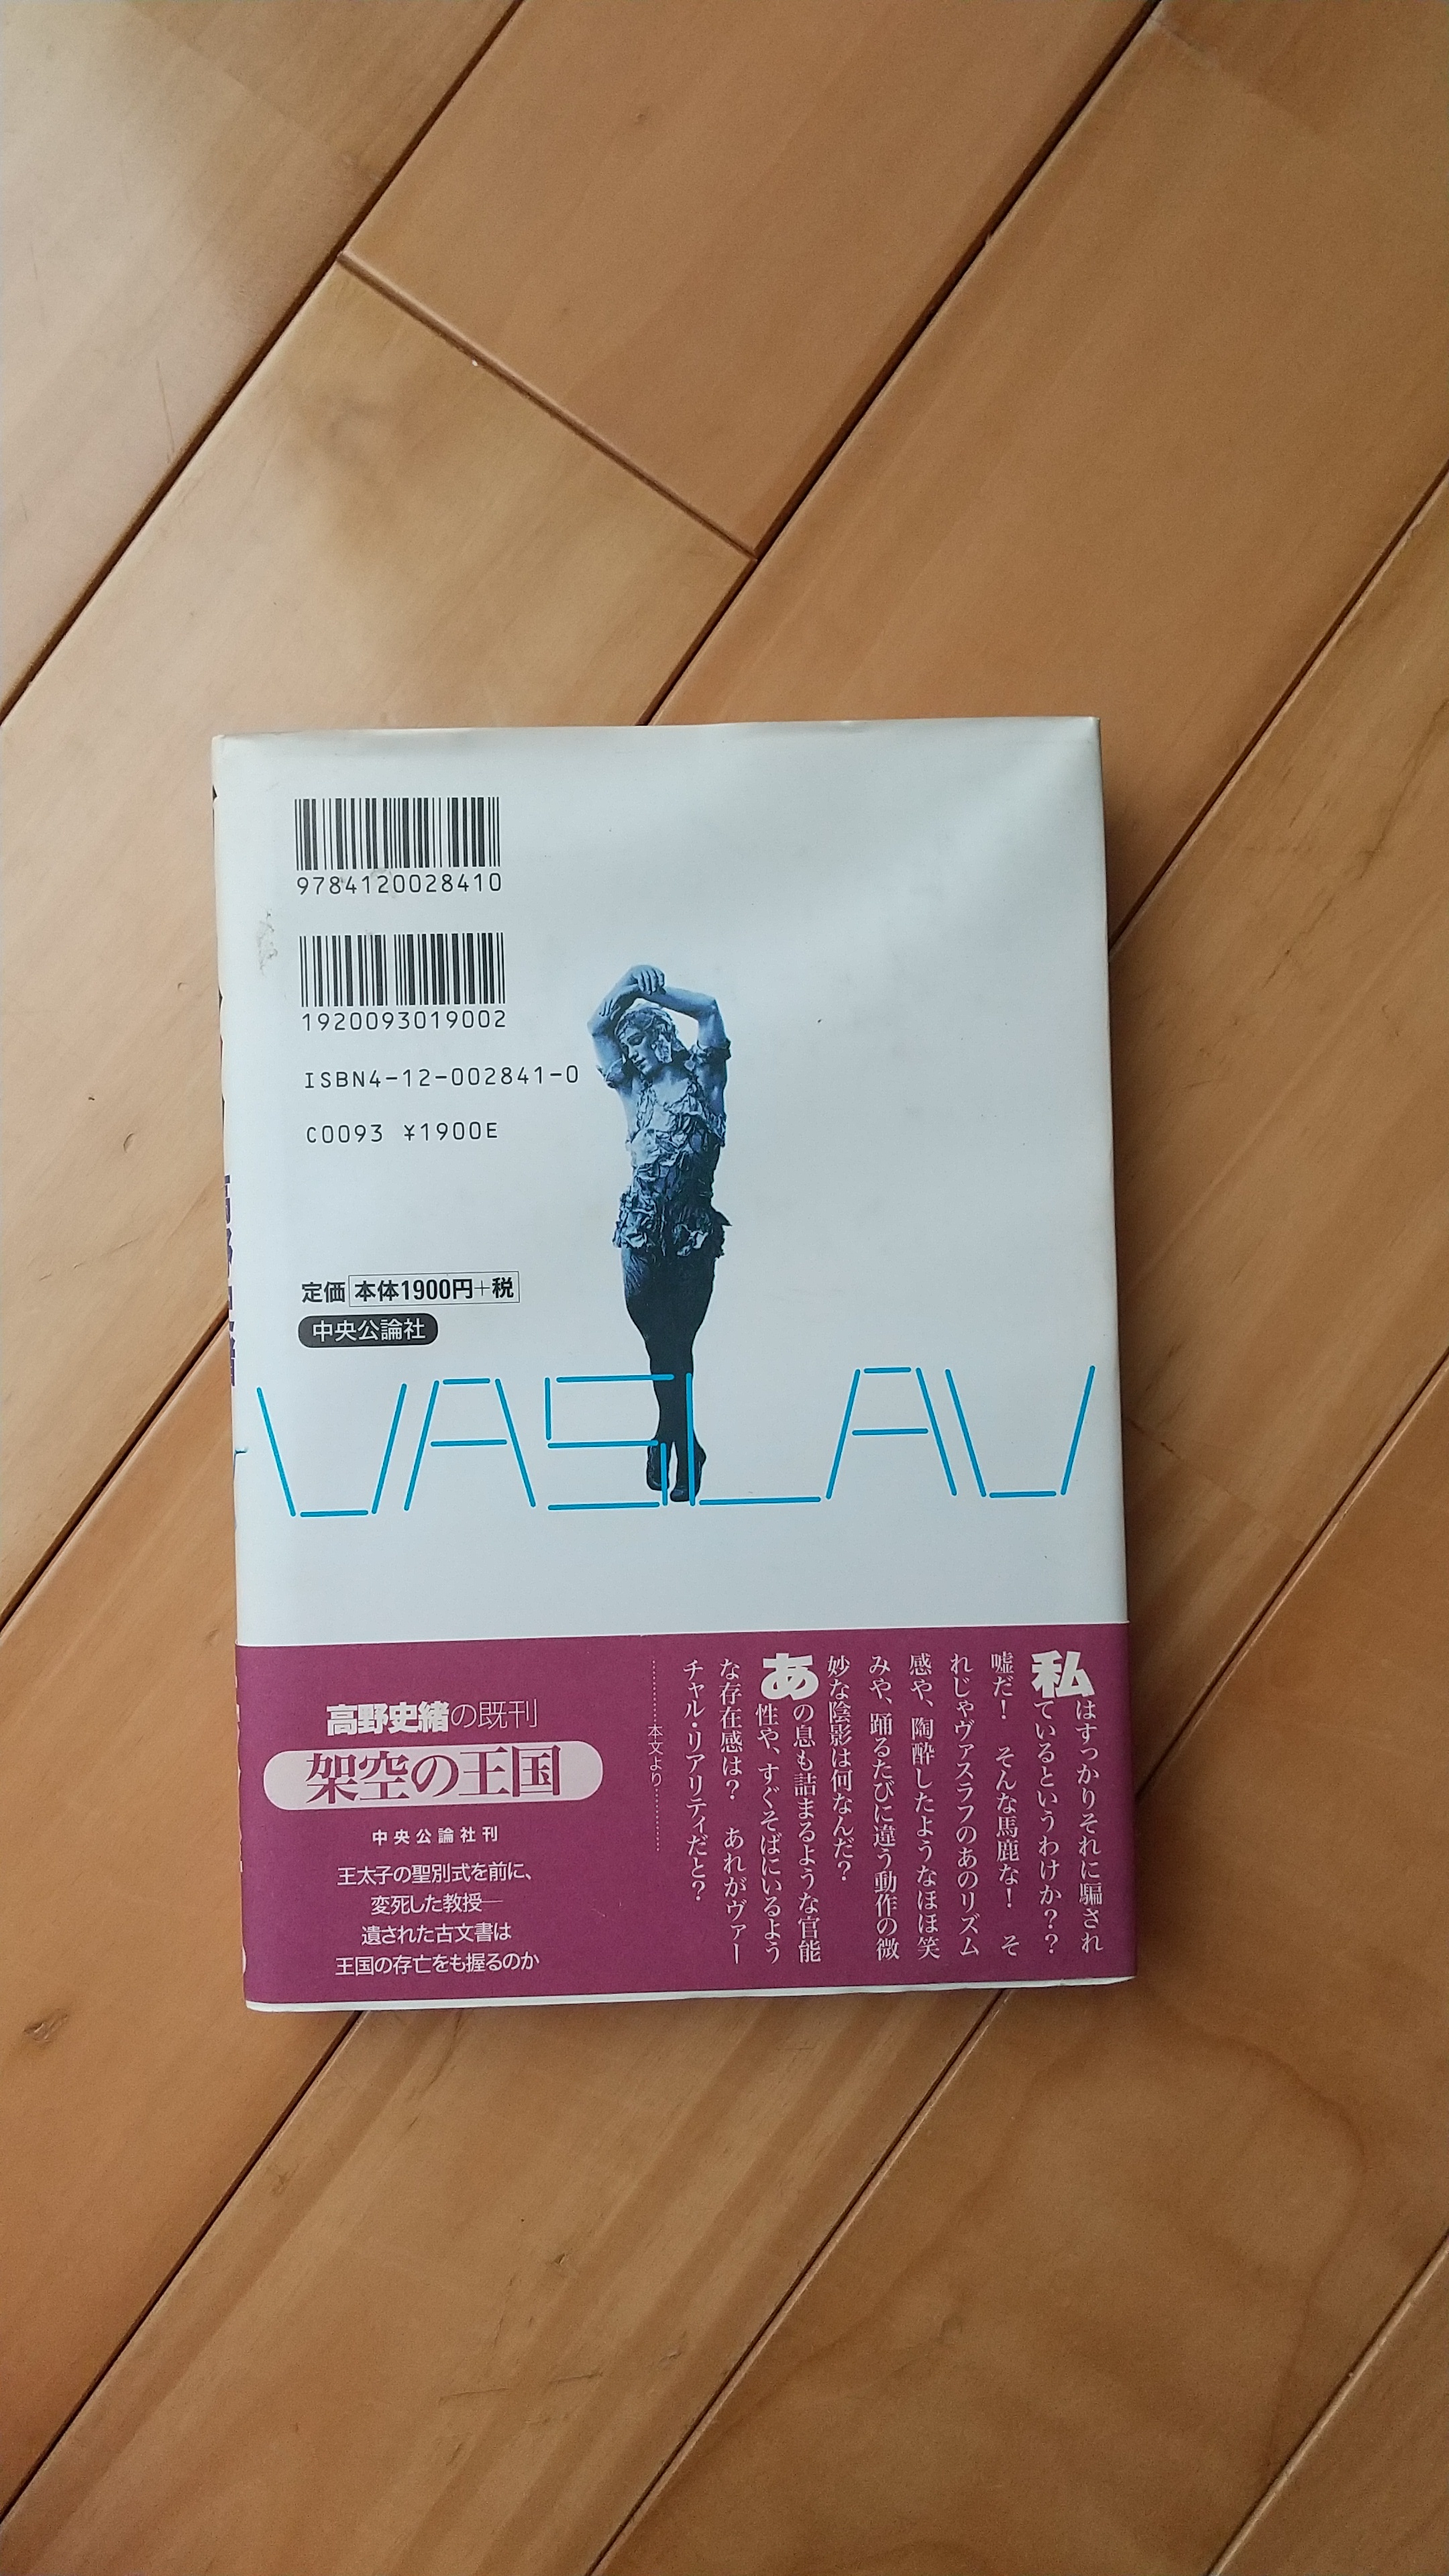 9784120028410
1920093019002
ISBN4-12-002841-0
C0093 ¥1900E
定価 本体1900円+税
中央公論社
VASLAV
私はすっかりそれに騙され
ているというわけか??
嘘だ! そんな馬鹿な! そ
れじゃヴァスラフのあのリズム
感や、陶酔したようなほほ笑
みや、踊るたびに違う動作の微
妙な陰影は何なんだ?
あの息も詰まるような官能
性や、すぐそばにいるよう
な存在感は? あれがヴァー
チャル・リアリティだと?
…………本文より…………
高野史緒の既刊
架空の王国
中央公論社刊
王太子の聖別式を前に、
変死した教授──
遺された古文書は
王国の存亡をも握るのか